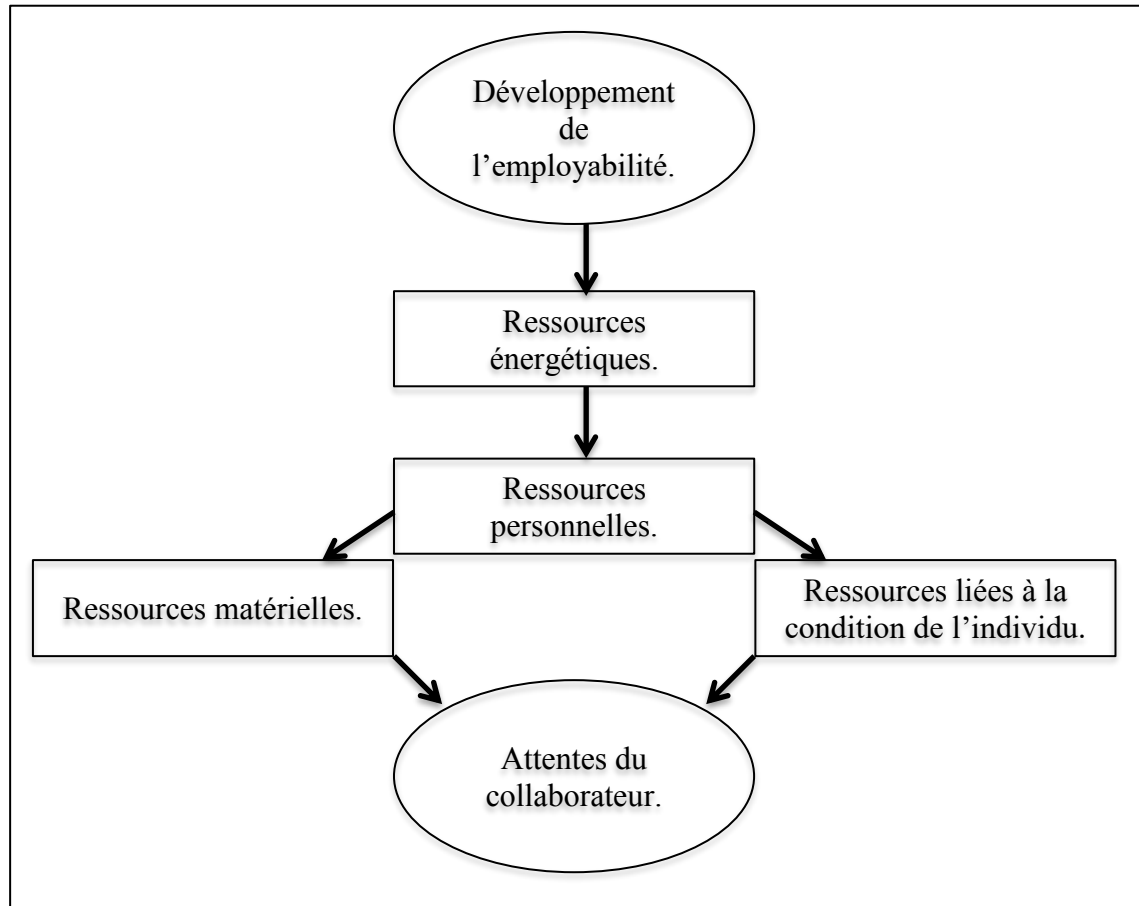 Développement
de
l’employabilité.
Ressources
énergétiques.
Ressources
personnelles.
Ressources matérielles.
Ressources liées à la
condition de l’individu.
Attentes du
collaborateur.